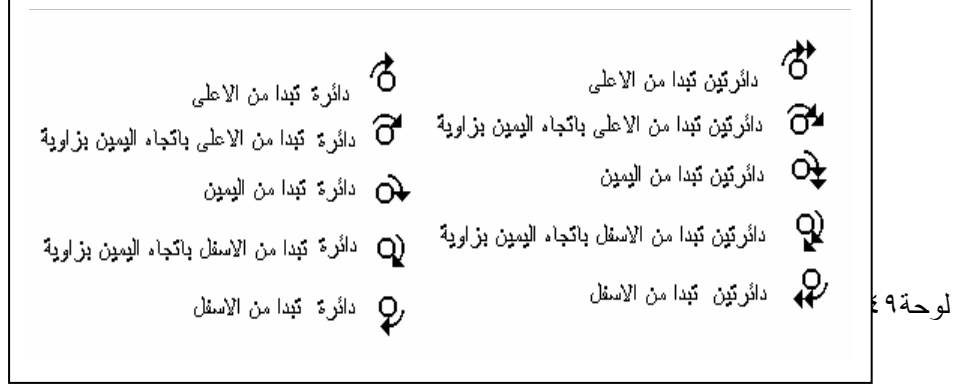 دائرتين تبدا من الاعلى
دائرتين تبدا من الاعلى باتجاه اليمين بزاوية
دائرتين تبدا من اليمين
دائرتين تبدا من الاسفل باتجاه اليمين بزاوية
دائرتين تبدا من الاسفل
دائرة تبدا من الاعلى
دائرة تبدا من الاعلى باتجاه اليمين بزاوية
دائرة تبدا من اليمين
دائرة تبدا من الاسفل باتجاه اليمين بزاوية
دائرة تبدا من الاسفل
لوحة٤٩